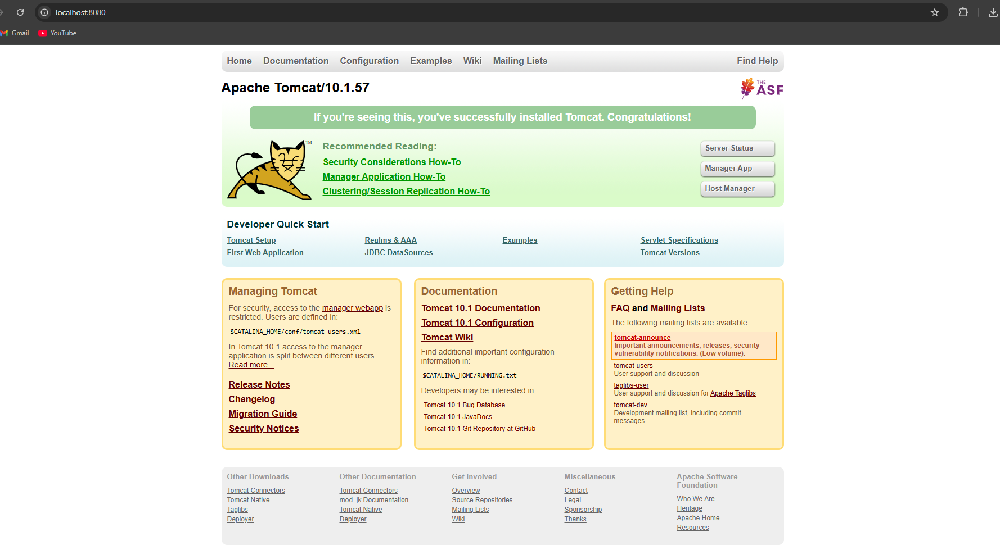 localhost:8080
Gmail YouTube
Home Documentation Configuration Examples Wiki Mailing Lists Find Help
Apache Tomcat/10.1.57
THE ASF
If you're seeing this, you've successfully installed Tomcat. Congratulations!
TM
Recommended Reading:
Security Considerations How-To
Manager Application How-To
Clustering/Session Replication How-To
Server Status
Manager App
Host Manager
Developer Quick Start
Tomcat Setup
First Web Application
Realms & AAA
JDBC DataSources
Examples
Servlet Specifications
Tomcat Versions
Managing Tomcat
For security, access to the manager webapp is
restricted. Users are defined in:
$CATALINA_HOME/conf/tomcat-users.xml
In Tomcat 10.1 access to the manager
application is split between different users.
Read more...
Release Notes
Changelog
Migration Guide
Security Notices
Documentation
Tomcat 10.1 Documentation
Tomcat 10.1 Configuration
Tomcat Wiki
Find additional important configuration
information in:
$CATALINA_HOME/RUNNING.txt
Developers may be interested in:
Tomcat 10.1 Bug Database
Tomcat 10.1 JavaDocs
Tomcat 10.1 Git Repository at GitHub
Getting Help
FAQ and Mailing Lists
The following mailing lists are available:
tomcat-announce
Important announcements, releases, security
vulnerability notifications. (Low volume).
tomcat-users
User support and discussion
taglibs-user
User support and discussion for Apache Taglibs
tomcat-dev
Development mailing list, including commit
messages
Other Downloads
Tomcat Connectors
Tomcat Native
Taglibs
Deployer
Other Documentation
Tomcat Connectors
mod_jk Documentation
Tomcat Native
Deployer
Get Involved
Overview
Source Repositories
Mailing Lists
Wiki
Miscellaneous
Contact
Legal
Sponsorship
Thanks
Apache Software
Foundation
Who We Are
Heritage
Apache Home
Resources